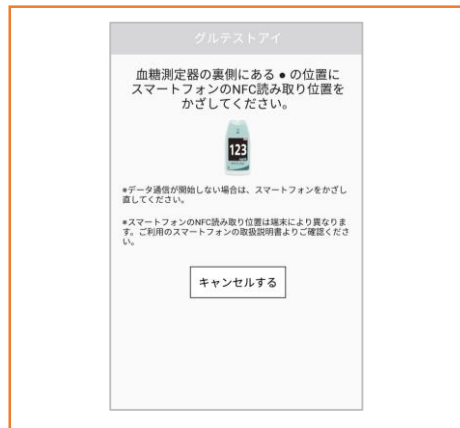 グルテストアイ
血糖測定器の裏側にある ● の位置に
スマートフォンのNFC読み取り位置を
かざしてください。
123
※データ通信が開始しない場合は、スマートフォンをかざし
直してください。
※スマートフォンのNFC読み取り位置は端末により異なりま
す。ご利用のスマートフォンの取扱説明書よりご確認くださ
い。
キャンセルする